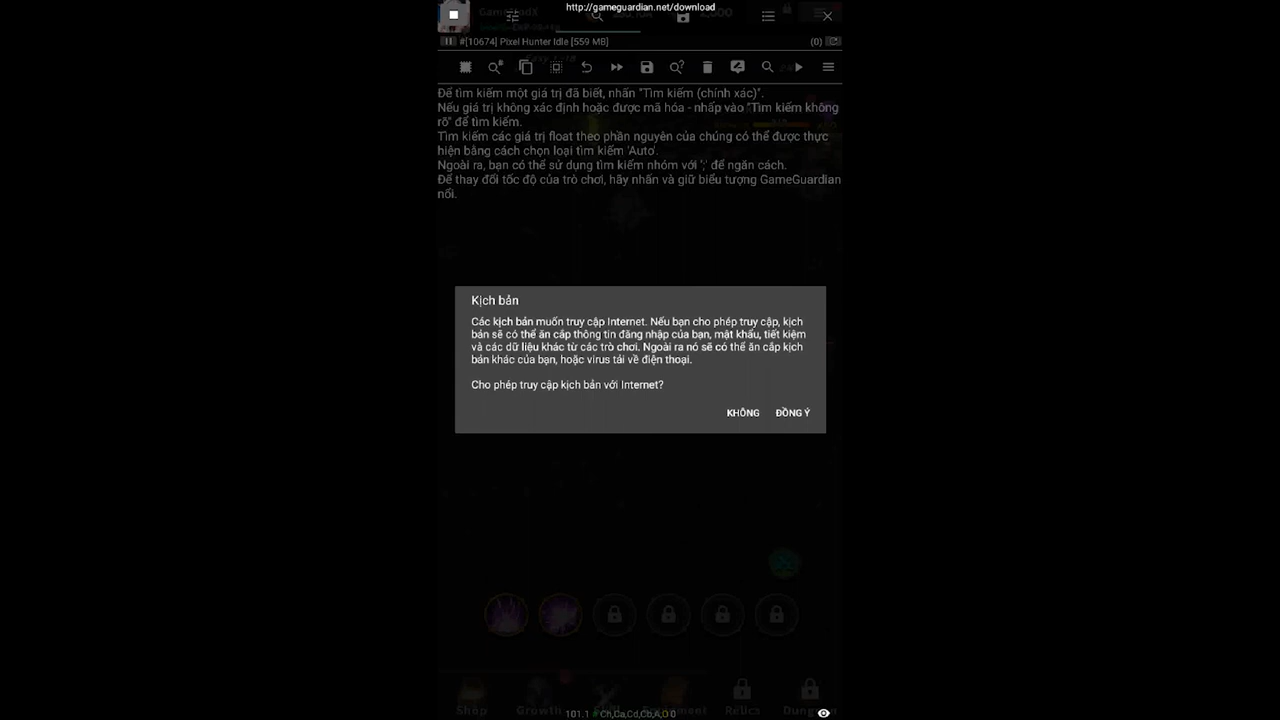 http://gameguardian.net/download
#[10674] Pixel Hunter Idle [559 MB]
(0)
Để tìm kiếm một giá trị đã biết, nhấn "Tìm kiếm (chính xác)".
Nếu giá trị không xác định hoặc được mã hóa - nhấp vào "Tìm kiếm không
rõ" để tìm kiếm.
Tìm kiếm các giá trị float theo phần nguyên của chúng có thể được thực
hiện bằng cách chọn loại tìm kiếm 'Auto'.
Ngoài ra, bạn có thể sử dụng tìm kiếm nhóm với ';' để ngăn cách.
Để thay đổi tốc độ của trò chơi, hãy nhấn và giữ biểu tượng GameGuardian
nổi.
Kịch bản
Các kịch bản muốn truy cập Internet. Nếu bạn cho phép truy cập, kịch
bản sẽ có thể ăn cắp thông tin đăng nhập của bạn, mật khẩu, tiết kiệm
và các dữ liệu khác từ các trò chơi. Ngoài ra nó sẽ có thể ăn cắp kịch
bản khác của bạn, hoặc virus tải về điện thoại.
Cho phép truy cập kịch bản với Internet?
KHÔNG ĐỒNG Ý
Shop Growth Relics
101.1 # Ch,Ca,Cd,Cb,A,O:0